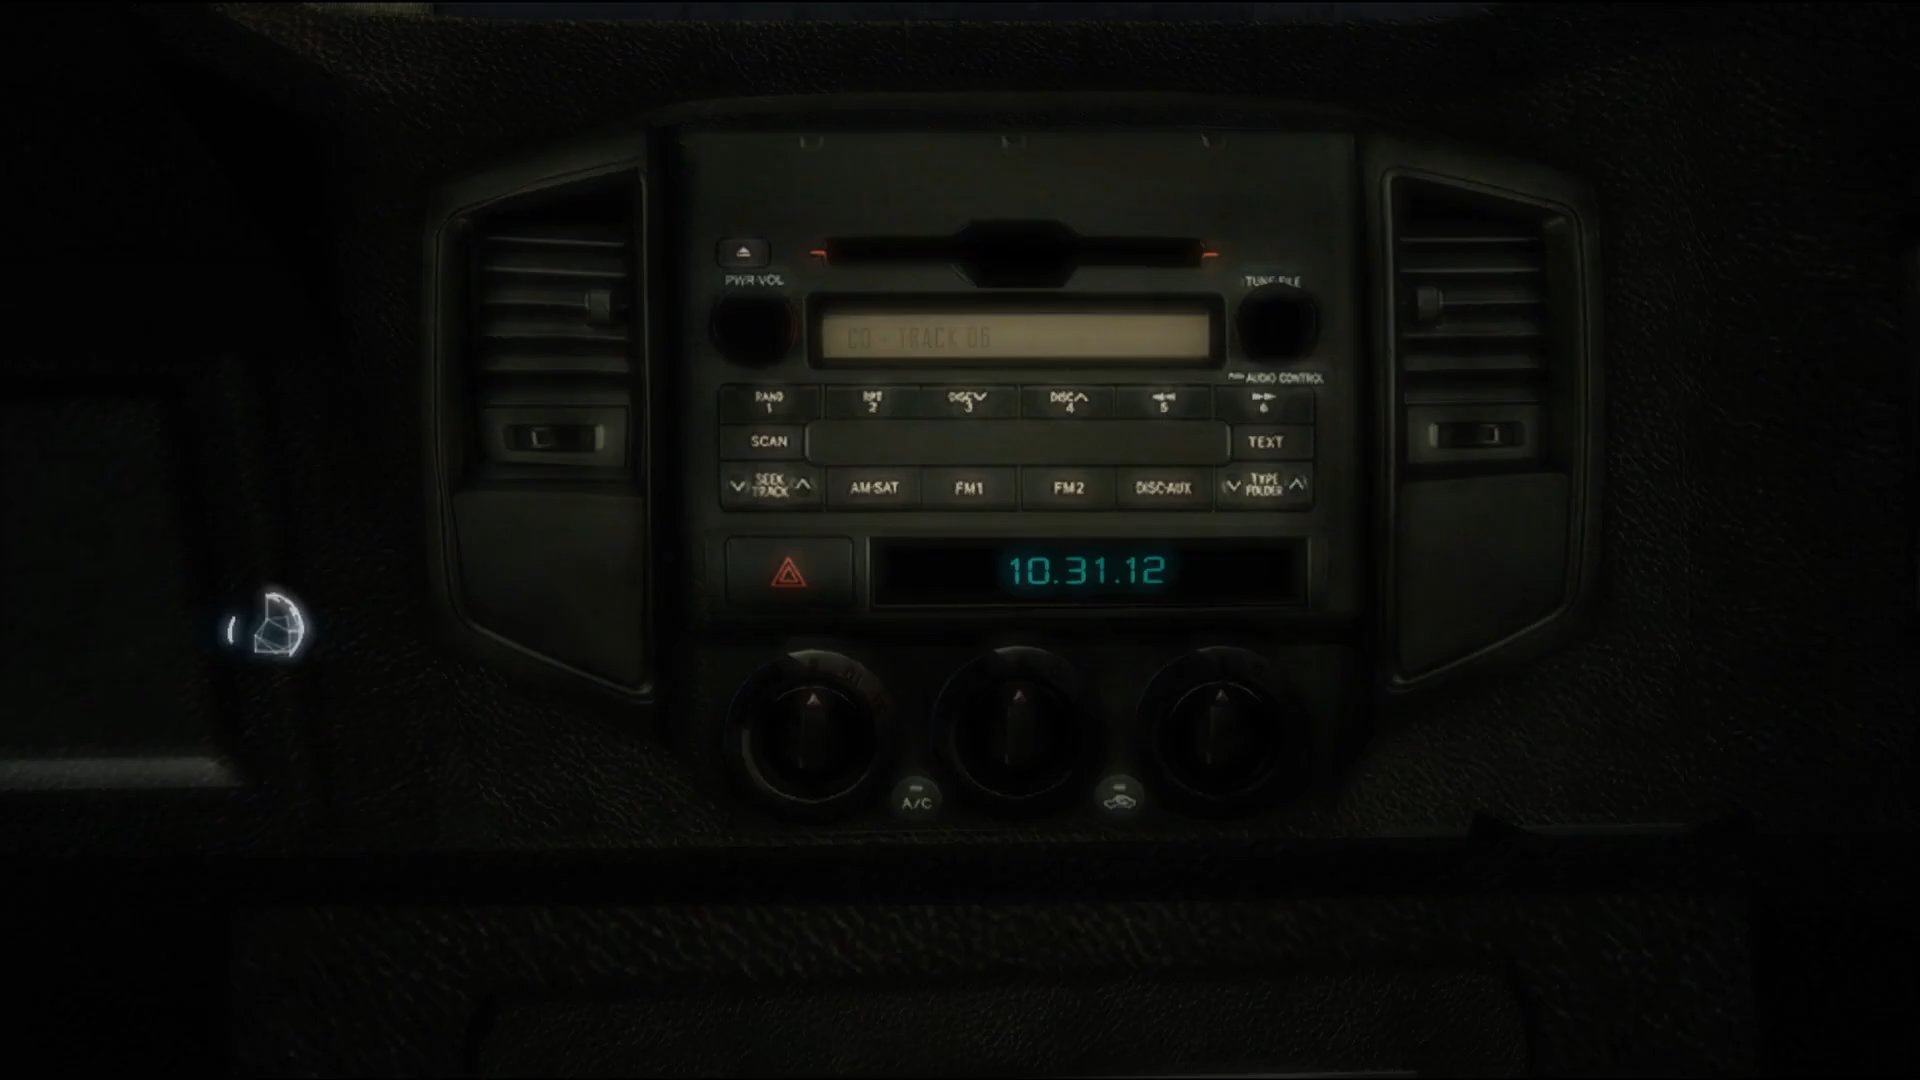 PWR·VOL
TUNE·FILE
CD - TRACK 06
PUSH AUDIO CONTROL
RAND 1
RPT 2
DISC 3
DISC 4
5
6
SCAN
TEXT
SEEK TRACK
AM·SAT
FM1
FM2
DISC·AUX
TYPE FOLDER
10.31.12
A/C